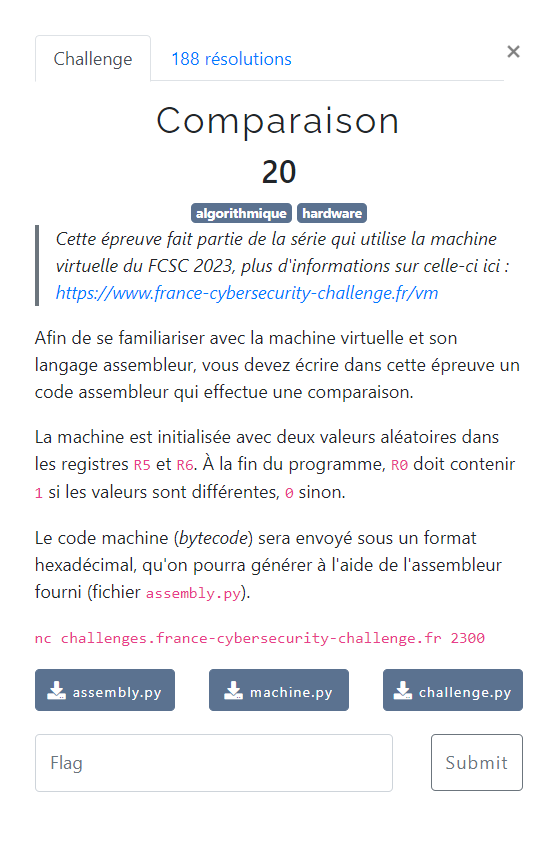 Challenge
188 résolutions
×
Comparaison
20
algorithmique hardware
Cette épreuve fait partie de la série qui utilise la machine
virtuelle du FCSC 2023, plus d'informations sur celle-ci ici :
https://www.france-cybersecurity-challenge.fr/vm
Afin de se familiariser avec la machine virtuelle et son
langage assembleur, vous devez écrire dans cette épreuve un
code assembleur qui effectue une comparaison.
La machine est initialisée avec deux valeurs aléatoires dans
les registres R5 et R6. À la fin du programme, R0 doit contenir
1 si les valeurs sont différentes, 0 sinon.
Le code machine (bytecode) sera envoyé sous un format
hexadécimal, qu'on pourra générer à l'aide de l'assembleur
fourni (fichier assembly.py).
nc challenges.france-cybersecurity-challenge.fr 2300
assembly.py machine.py challenge.py
Flag Submit